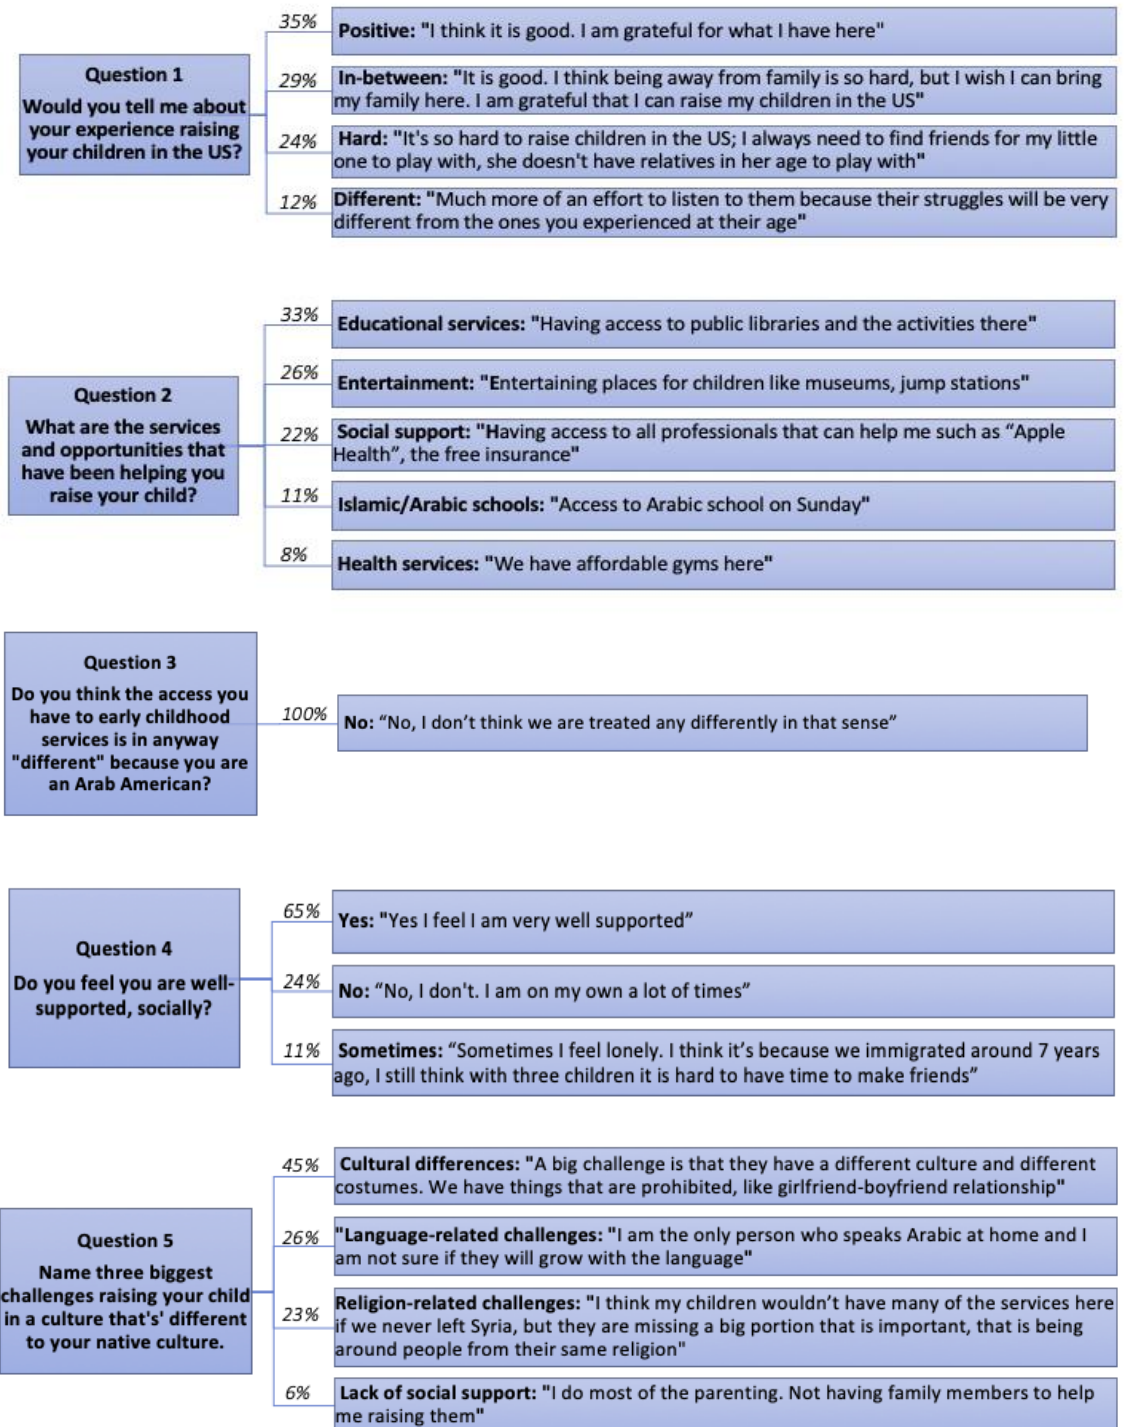 Question 1
Would you tell me about
your experience raising
your children in the US?
35%
Positive: "I think it is good. I am grateful for what I have here"
29%
In-between: "It is good. I think being away from family is so hard, but I wish I can bring
my family here. I am grateful that I can raise my children in the US"
24%
Hard: "It's so hard to raise children in the US; I always need to find friends for my little
one to play with, she doesn't have relatives in her age to play with"
12%
Different: "Much more of an effort to listen to them because their struggles will be very
different from the ones you experienced at their age"
Question 2
What are the services
and opportunities that
have been helping you
raise your child?
33%
Educational services: "Having access to public libraries and the activities there"
26%
Entertainment: "Entertaining places for children like museums, jump stations"
22%
Social support: "Having access to all professionals that can help me such as “Apple
Health”, the free insurance"
11%
Islamic/Arabic schools: "Access to Arabic school on Sunday"
8%
Health services: "We have affordable gyms here"
Question 3
Do you think the access you
have to early childhood
services is in anyway
"different" because you are
an Arab American?
100%
No: “No, I don’t think we are treated any differently in that sense”
Question 4
Do you feel you are well-
supported, socially?
65%
Yes: "Yes I feel I am very well supported”
24%
No: “No, I don't. I am on my own a lot of times”
11%
Sometimes: “Sometimes I feel lonely. I think it’s because we immigrated around 7 years
ago, I still think with three children it is hard to have time to make friends”
Question 5
Name three biggest
challenges raising your child
in a culture that's' different
to your native culture.
45%
Cultural differences: "A big challenge is that they have a different culture and different
costumes. We have things that are prohibited, like girlfriend-boyfriend relationship"
26%
"Language-related challenges: "I am the only person who speaks Arabic at home and I
am not sure if they will grow with the language"
23%
Religion-related challenges: "I think my children wouldn’t have many of the services here
if we never left Syria, but they are missing a big portion that is important, that is being
around people from their same religion"
6%
Lack of social support: "I do most of the parenting. Not having family members to help
me raising them"